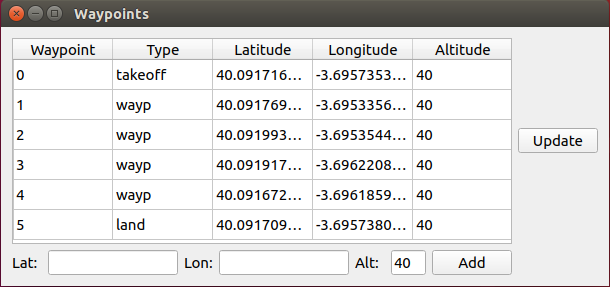 Waypoints
Waypoint Type Latitude Longitude Altitude
0 takeoff 40.091716... -3.6957353... 40
1 wayp 40.091769... -3.6953356... 40
2 wayp 40.091993... -3.6953544... 40
3 wayp 40.091917... -3.6962208... 40
4 wayp 40.091672... -3.6961859... 40
5 land 40.091709... -3.6957380... 40
Update
Lat: Lon: Alt: 40 Add